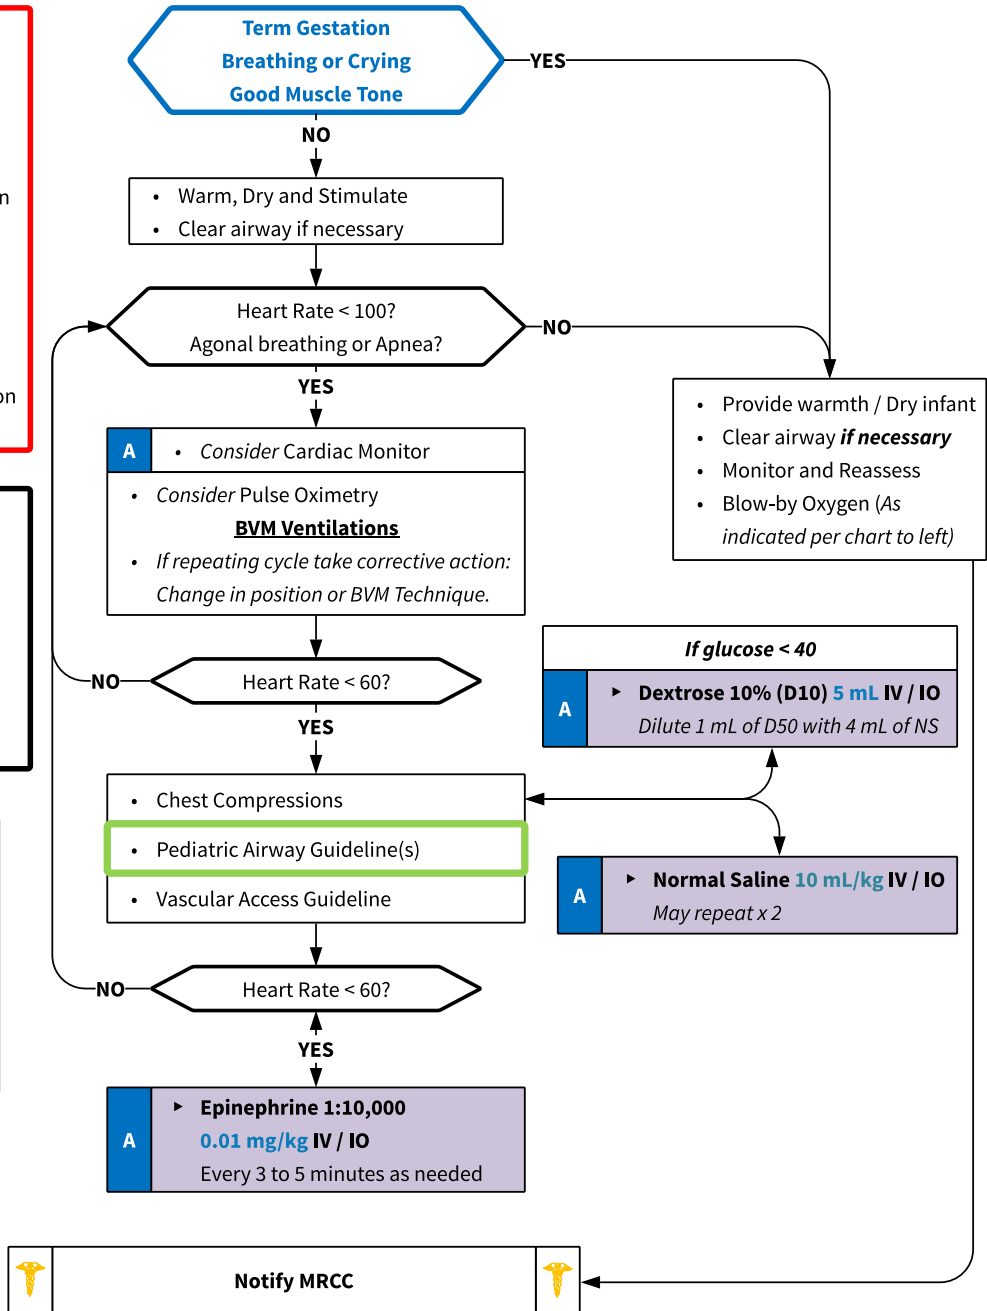 Term Gestation
Breathing or Crying
Good Muscle Tone
YES
NO
n
• Warm, Dry and Stimulate
• Clear airway if necessary
Heart Rate < 100?
Agonal breathing or Apnea?
NO
YES
on
• Provide warmth / Dry infant
• Clear airway if necessary
• Monitor and Reassess
• Blow-by Oxygen (As
indicated per chart to left)
A
• Consider Cardiac Monitor
• Consider Pulse Oximetry
BVM Ventilations
• If repeating cycle take corrective action:
Change in position or BVM Technique.
NO
Heart Rate < 60?
YES
If glucose < 40
A
‣ Dextrose 10% (D10) 5 mL IV / IO
Dilute 1 mL of D50 with 4 mL of NS
• Chest Compressions
• Pediatric Airway Guideline(s)
• Vascular Access Guideline
A
‣ Normal Saline 10 mL/kg IV / IO
May repeat x 2
NO
Heart Rate < 60?
YES
A
‣ Epinephrine 1:10,000
0.01 mg/kg IV / IO
Every 3 to 5 minutes as needed
Notify MRCC